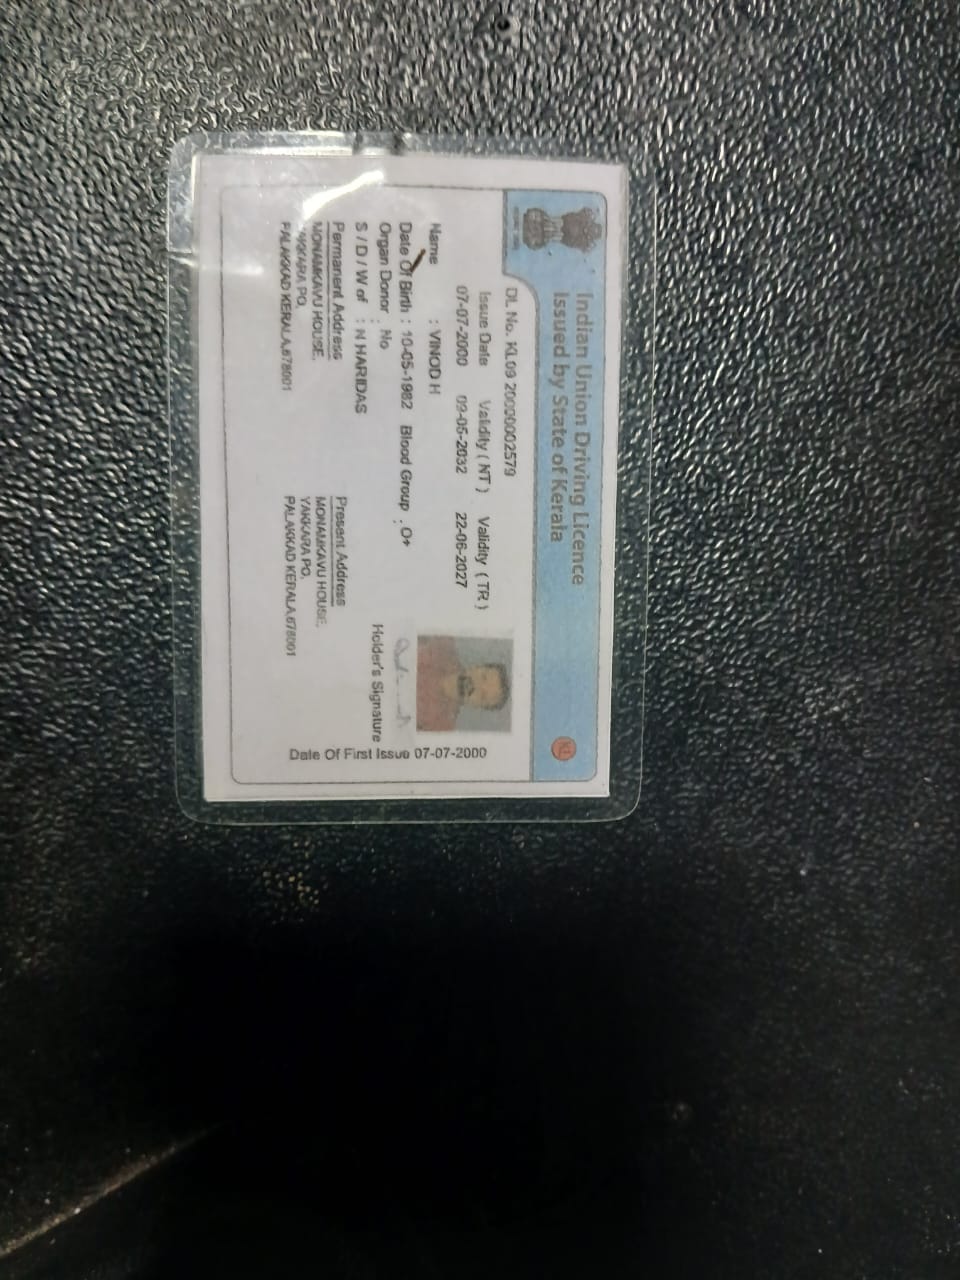 Indian Union Driving Licence
Issued by State of Kerala
DL No. KL09 20000002579
Issue Date Validity ( NT ) Validity ( TR )
07-07-2000 09-05-2032 22-06-2027
Name : VINOD H
Date Of Birth : 10-05-1982 Blood Group : O+
Organ Donor : No
S / D / W of : N HARIDAS
Holder's Signature
Permanent Address
MONAMKAVU HOUSE,
YAKKARA PO,
PALAKKAD KERALA,678001
Present Address
MONAMKAVU HOUSE,
YAKKARA PO,
PALAKKAD KERALA,678001
Date Of First Issue 07-07-2000
KL